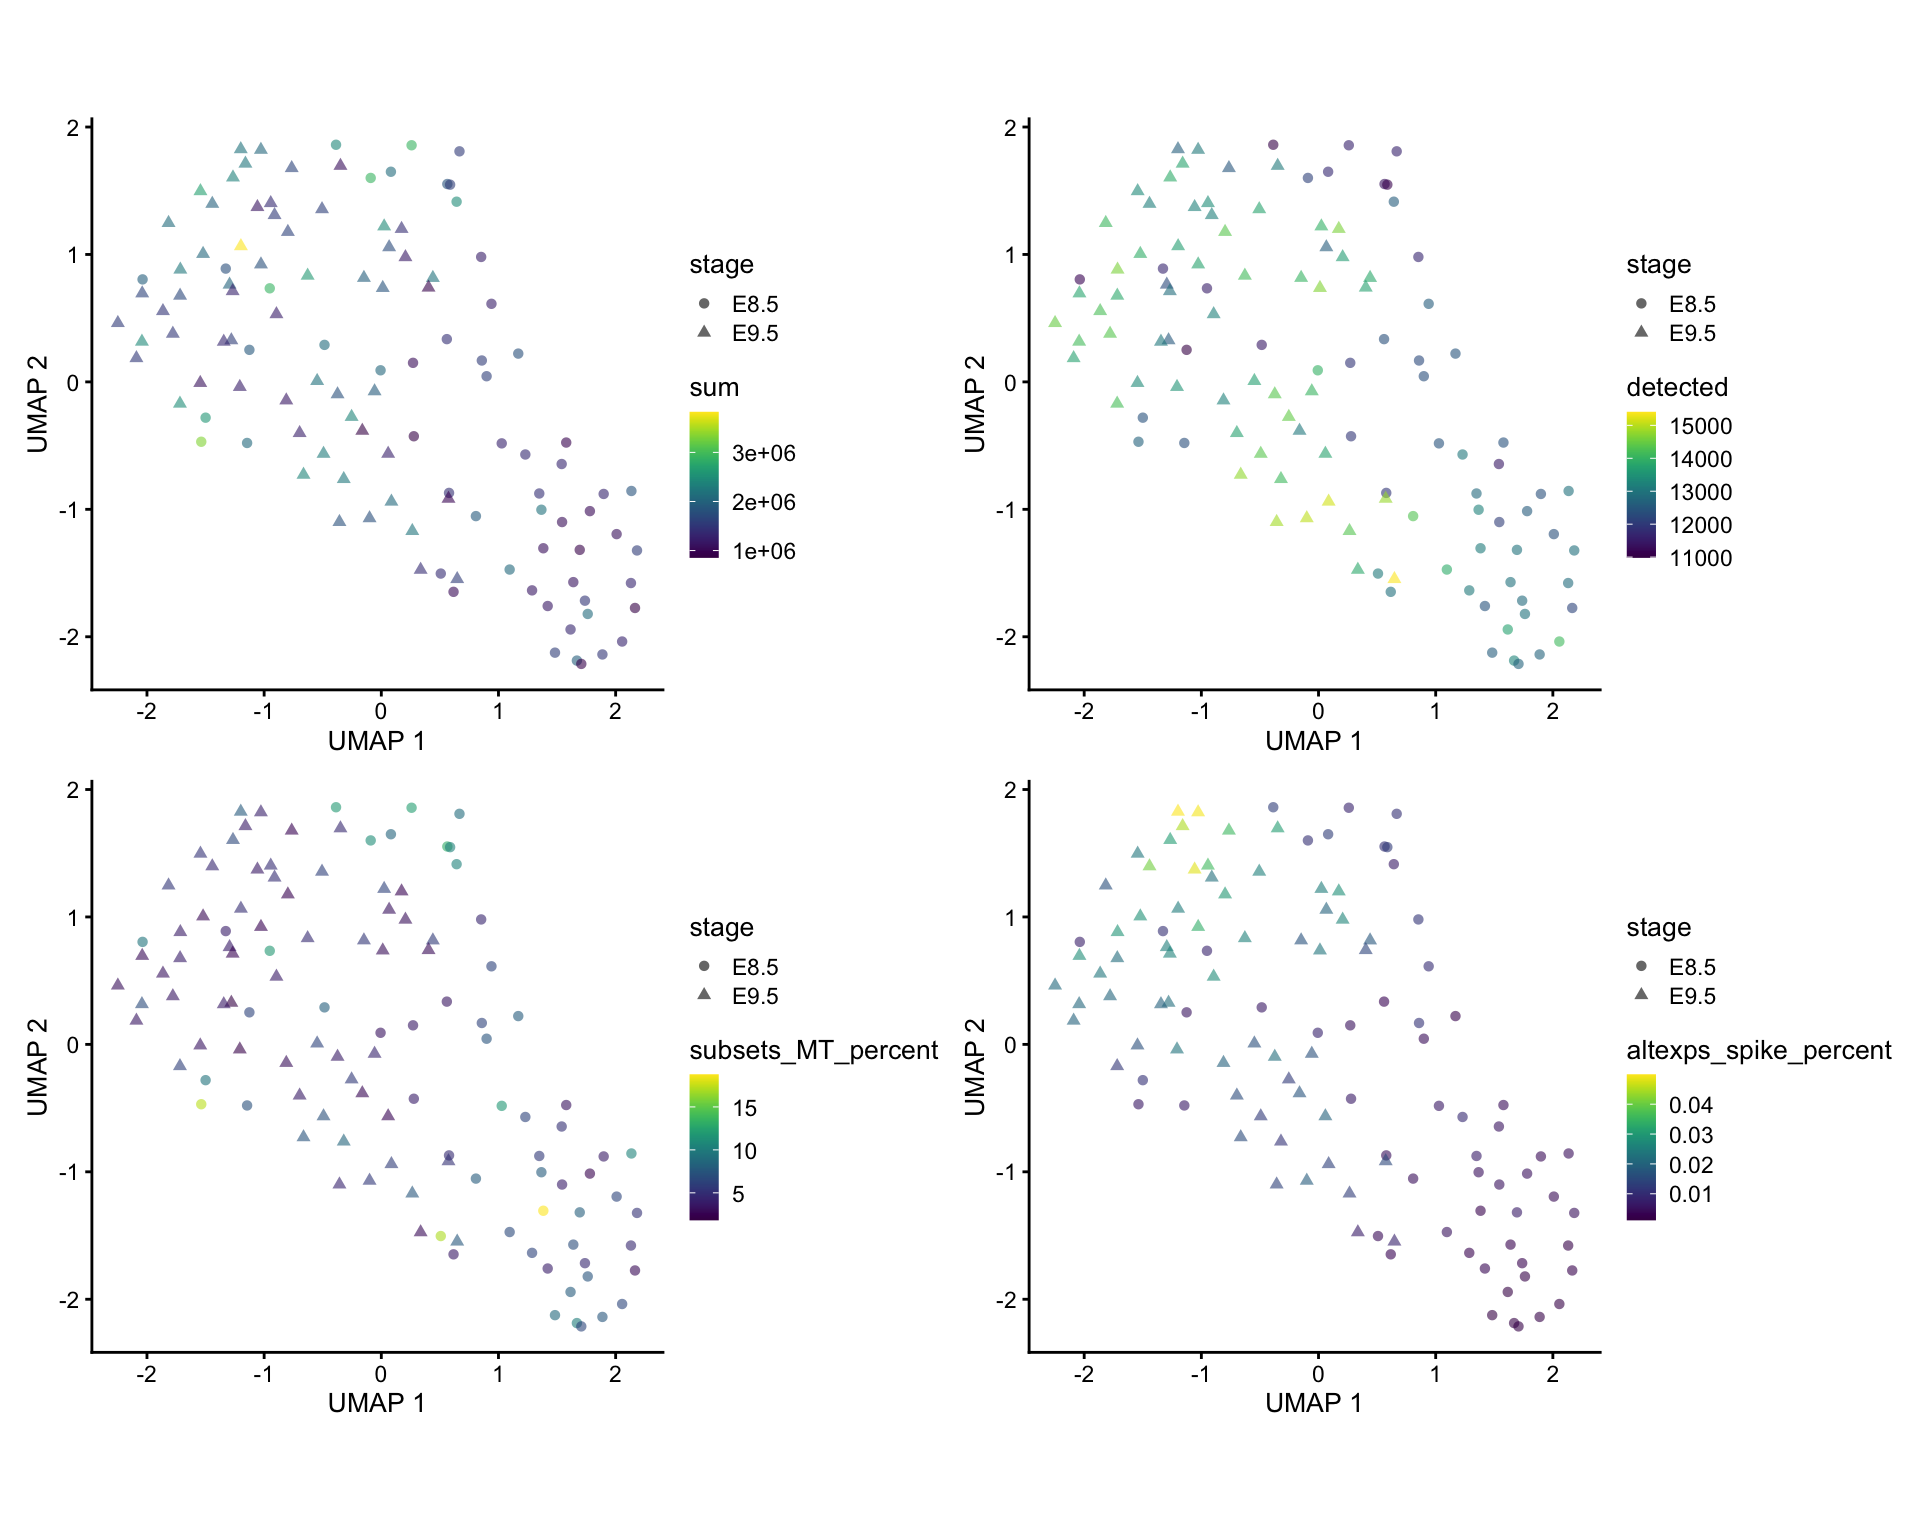 2
1
0
-1
-2
UMAP 2
-2 -1 0 1 2
UMAP 1
stage
E8.5
E9.5
sum
3e+06
2e+06
1e+06
2
1
0
-1
-2
UMAP 2
-2 -1 0 1 2
UMAP 1
stage
E8.5
E9.5
detected
15000
14000
13000
12000
11000
2
1
0
-1
-2
UMAP 2
-2 -1 0 1 2
UMAP 1
stage
E8.5
E9.5
subsets_MT_percent
15
10
5
2
1
0
-1
-2
UMAP 2
-2 -1 0 1 2
UMAP 1
stage
E8.5
E9.5
altexps_spike_percent
0.04
0.03
0.02
0.01